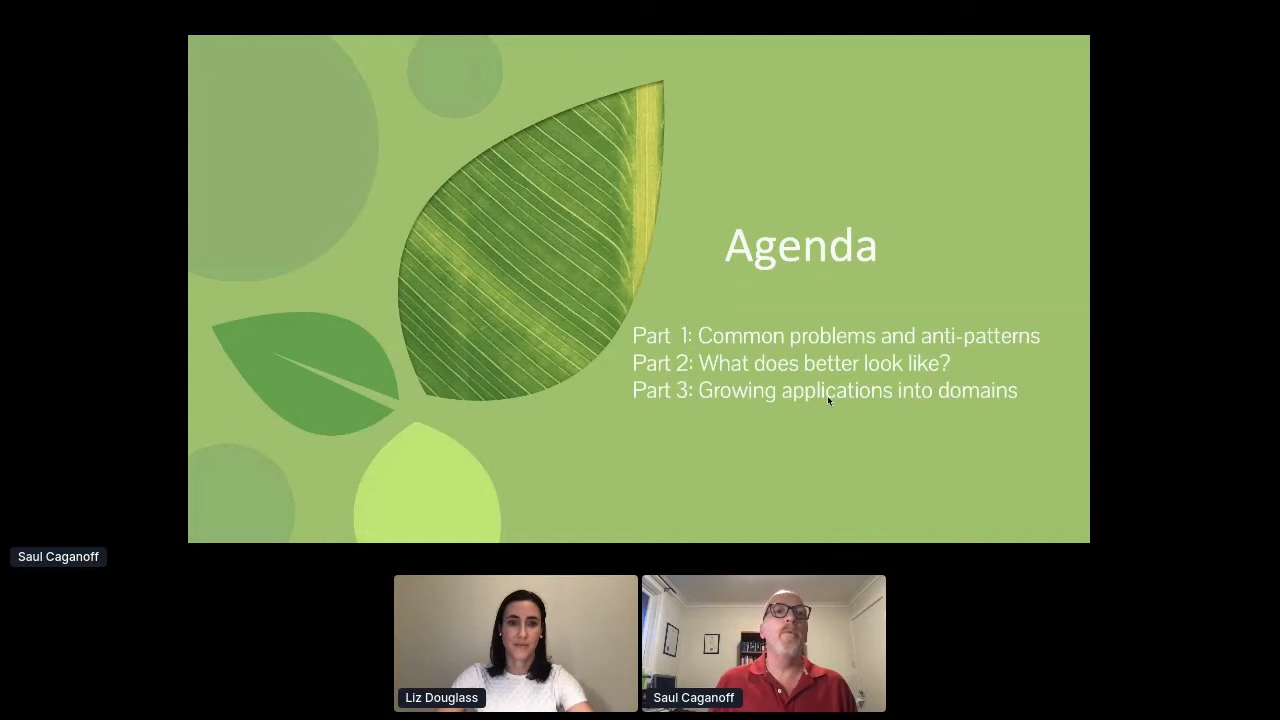 Agenda
Part 1: Common problems and anti-patterns
Part 2: What does better look like?
Part 3: Growing applications into domains
Saul Caganoff
Liz Douglass
Saul Caganoff